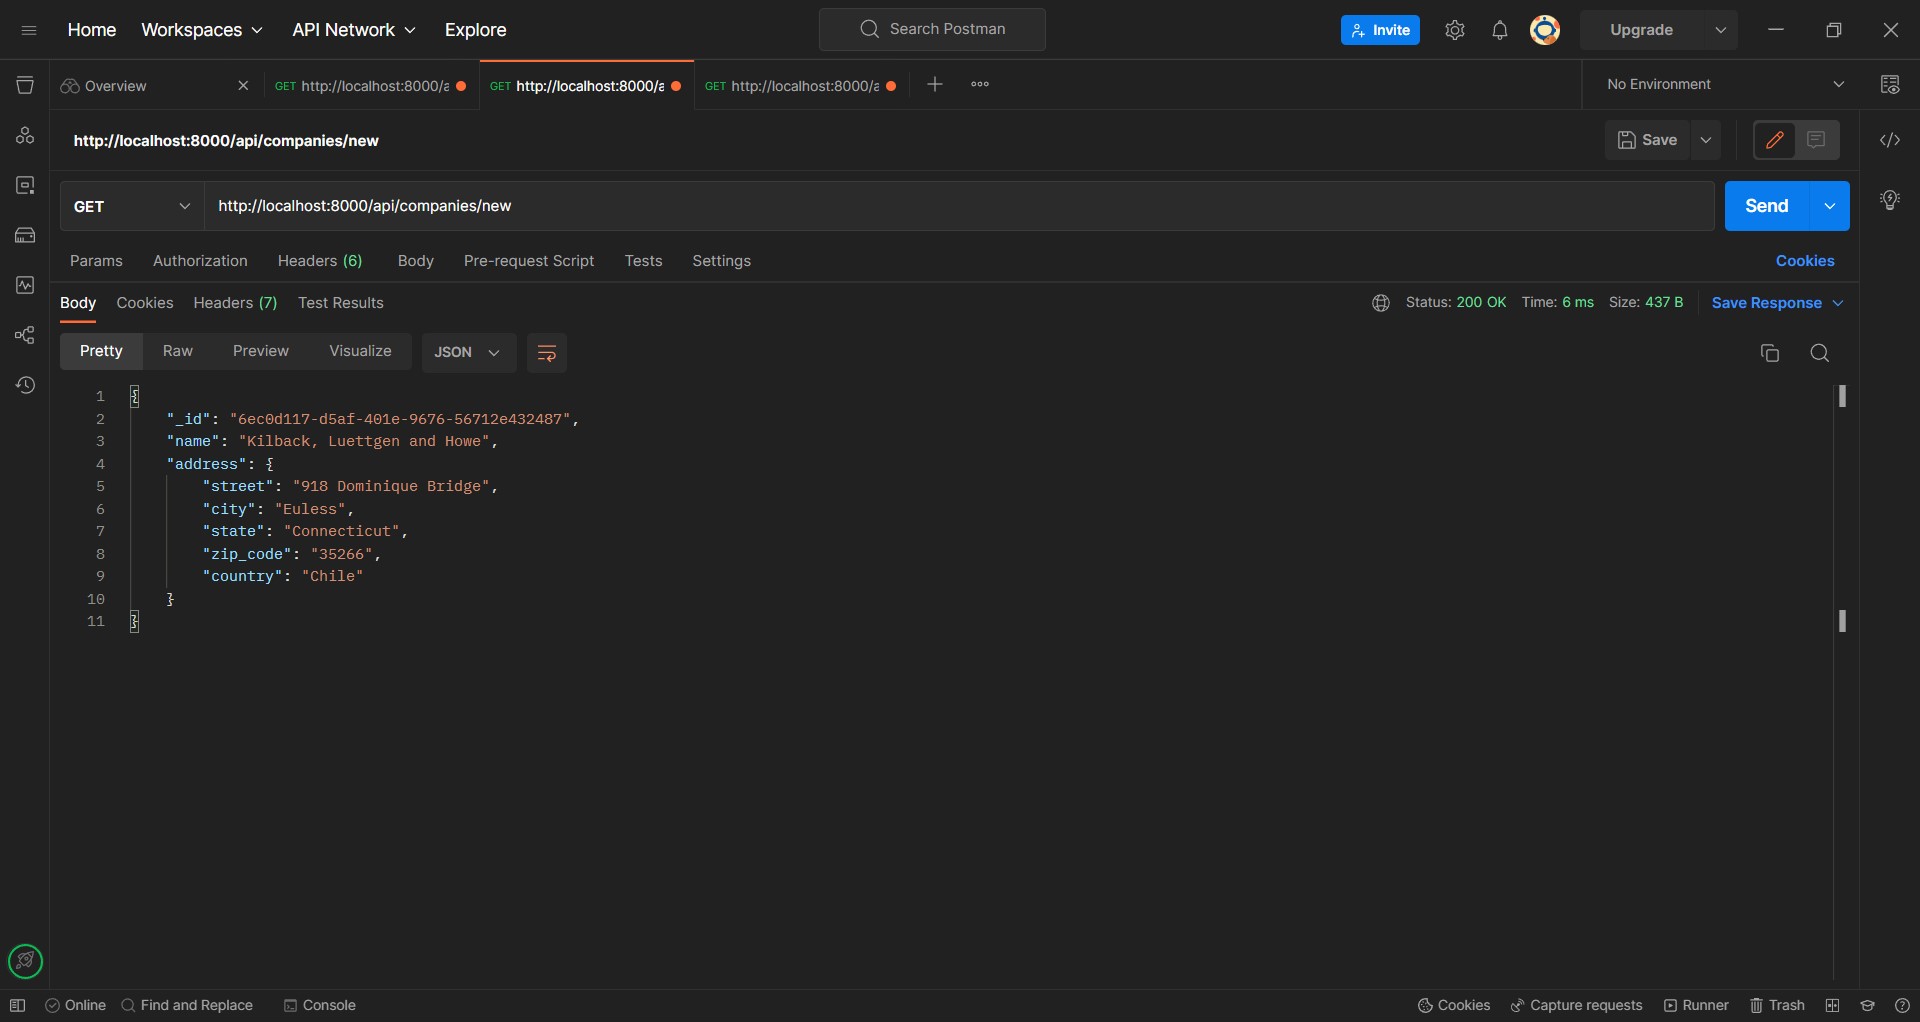 Home Workspaces API Network Explore Search Postman Invite Upgrade
Overview GET http://localhost:8000/a GET http://localhost:8000/a GET http://localhost:8000/a No Environment
http://localhost:8000/api/companies/new Save
GET http://localhost:8000/api/companies/new Send
Params Authorization Headers (6) Body Pre-request Script Tests Settings Cookies
Body Cookies Headers (7) Test Results Status: 200 OK Time: 6 ms Size: 437 B Save Response
Pretty Raw Preview Visualize JSON
1 {
2 "_id": "6ec0d117-d5af-401e-9676-56712e432487",
3 "name": "Kilback, Luettgen and Howe",
4 "address": {
5 "street": "918 Dominique Bridge",
6 "city": "Euless",
7 "state": "Connecticut",
8 "zip_code": "35266",
9 "country": "Chile"
10 }
11 }
Online Find and Replace Console Cookies Capture requests Runner Trash